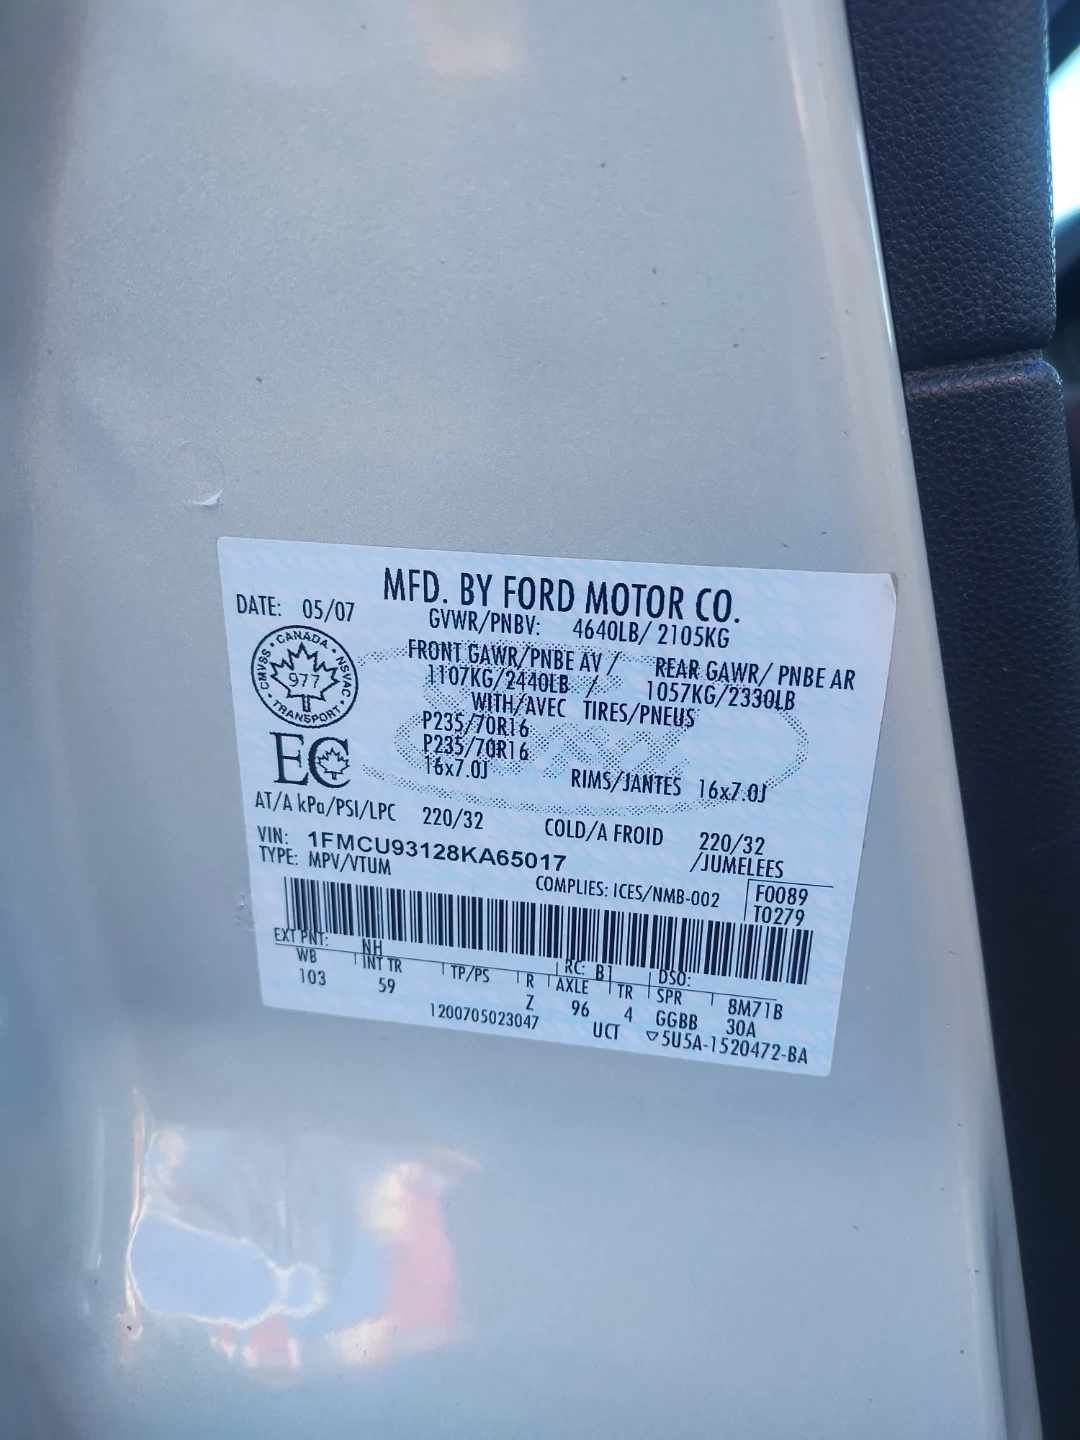 MFD. BY FORD MOTOR CO.
DATE: 05/07
GVWR/PNBV: 4640LB/ 2105KG
FRONT GAWR/PNBE AV / REAR GAWR/ PNBE AR
1107KG/2440LB / 1057KG/2330LB
WITH/AVEC TIRES/PNEUS
P235/70R16
P235/70R16
16x7.0J RIMS/JANTES 16x7.0J
CANADA
CMVSS NSVAC
977
TRANSPORT
EC
AT/A kPa/PSI/LPC 220/32 COLD/A FROID 220/32
VIN: 1FMCU93128KA65017 /JUMELEES
TYPE: MPV/VTUM
COMPLIES: ICES/NMB-002 F0089
T0279
EXT PNT: NH RC: B1 DSO:
WB INT TR TP/PS R AXLE TR SPR 8M71B
103 59 Z 96 4 GGBB 30A
1200705023047 UCT ▽5U5A-1520472-BA